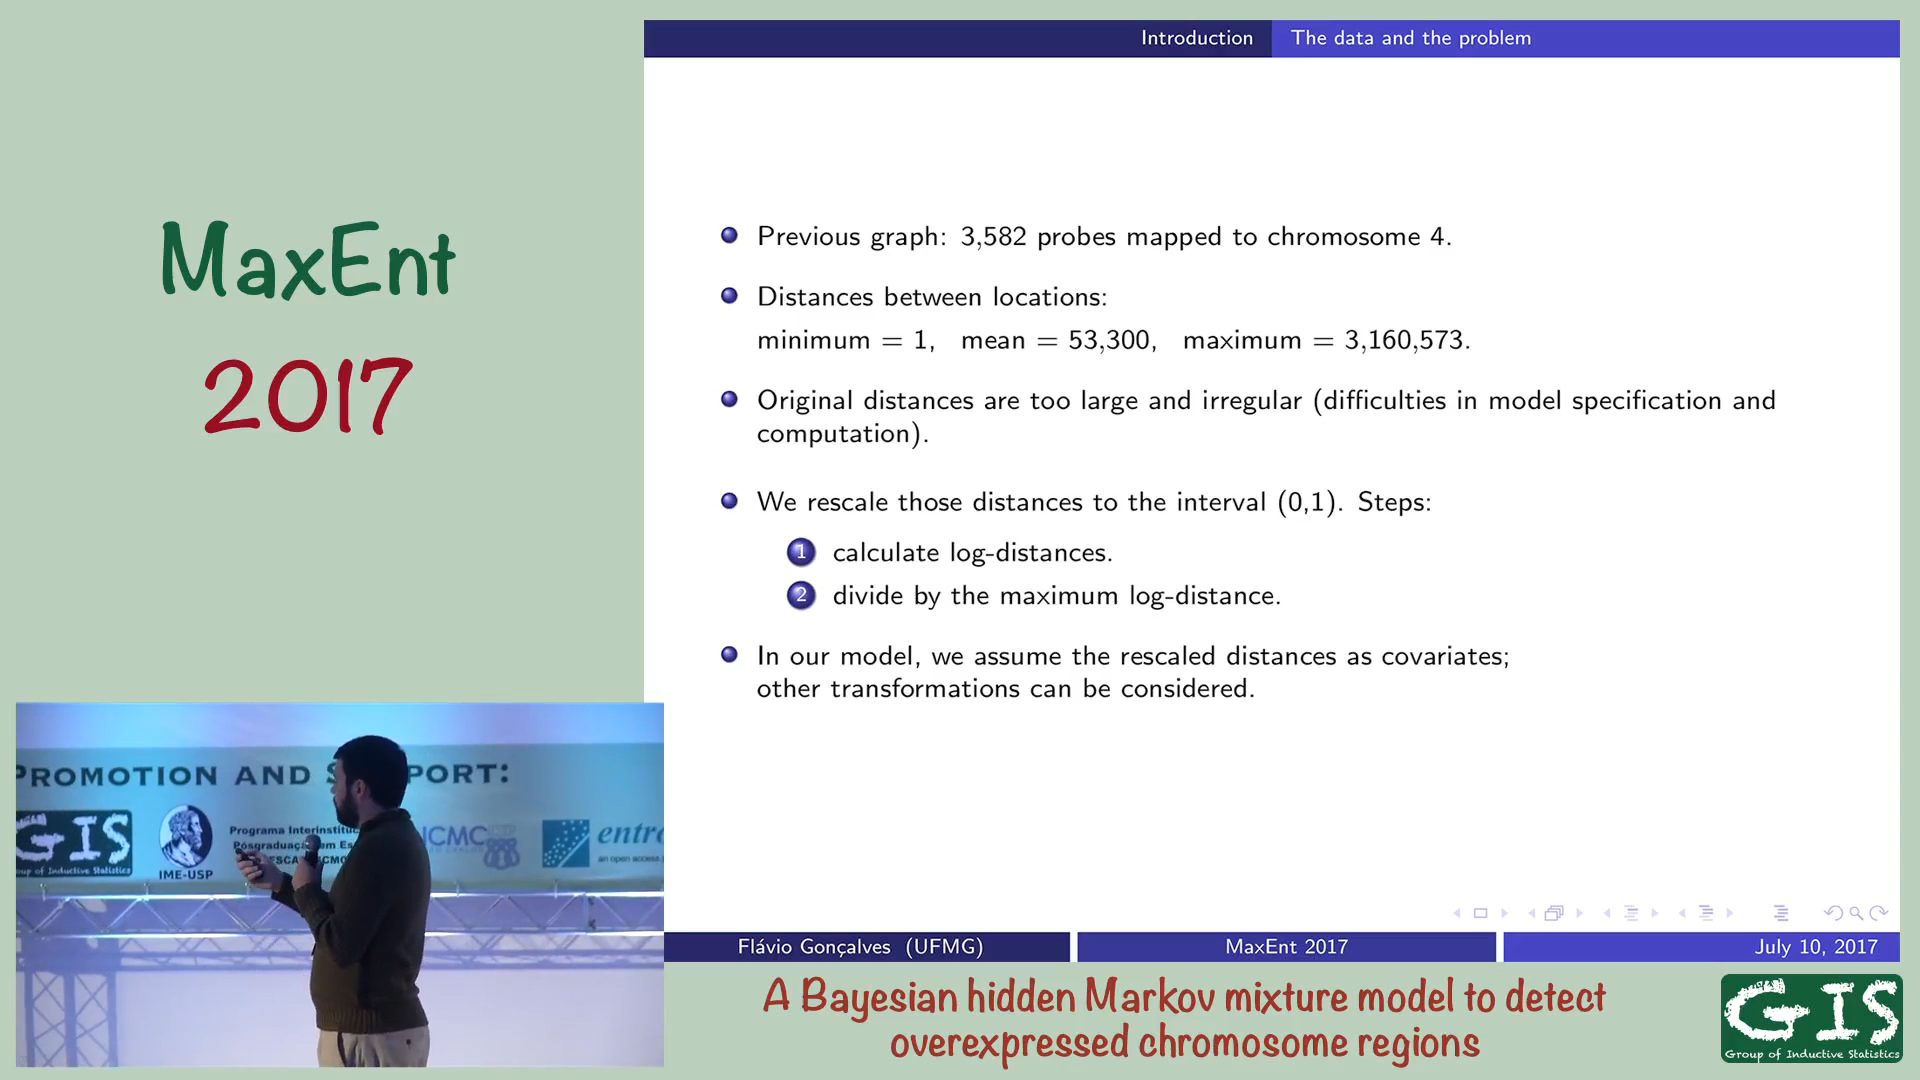 Introduction
The data and the problem
MaxEnt
2017
Previous graph: 3,582 probes mapped to chromosome 4.
Distances between locations:
minimum = 1, mean = 53,300, maximum = 3,160,573.
Original distances are too large and irregular (difficulties in model specification and
computation).
We rescale those distances to the interval (0,1). Steps:
1 calculate log-distances.
2 divide by the maximum log-distance.
In our model, we assume the rescaled distances as covariates;
other transformations can be considered.
PROMOTION AND
PORT:
GIS
IME-USP
Programa
ICMC
an open access
Flávio Gonçalves (UFMG)
MaxEnt 2017
July 10, 2017
A Bayesian hidden Markov mixture model to detect
overexpressed chromosome regions
GIS
Group of Inductive Statistics